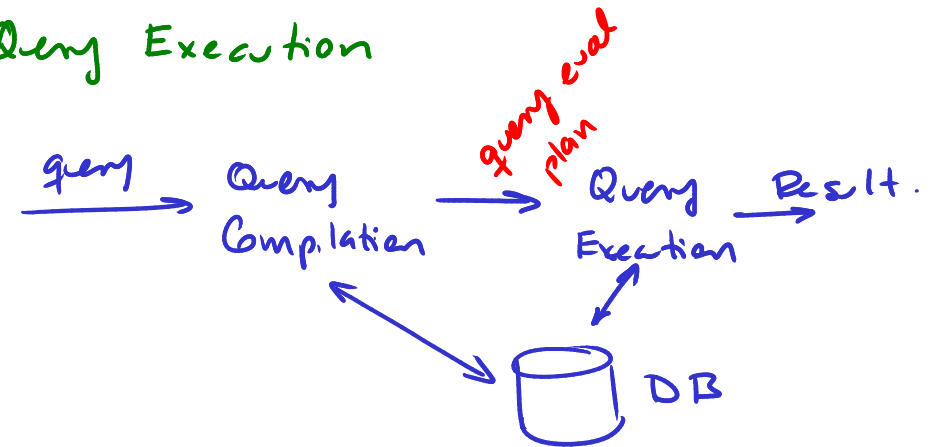 Query Execution
query
Query
Compilation
query eval
plan
Query
Execution
Result.
DB